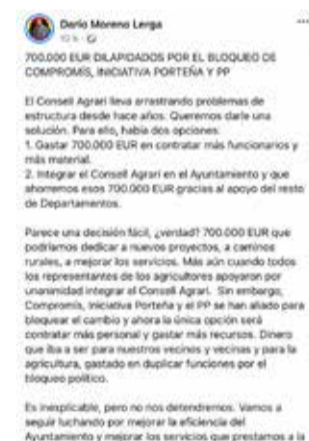 Darío Moreno Lerga
10 h
700.000 EUR DILAPIDADOS POR EL BLOQUEO DE
COMPROMÍS, INICIATIVA PORTEÑA Y PP
El Consell Agrari lleva arrastrando problemas de
estructura desde hace años. Queremos darle una
solución. Para ello, había dos opciones:
1. Gastar 700.000 EUR en contratar más funcionarios y
más material.
2. Integrar el Consell Agrari en el Ayuntamiento y que
ahorremos esos 700.000 EUR gracias al apoyo del resto
de Departamentos.
Parece una decisión fácil, ¿verdad? 700.000 EUR que
podríamos dedicar a nuevos proyectos, a caminos
rurales, a mejorar los servicios. Más aún cuando todos
los representantes de los agricultores apoyaron por
unanimidad integrar el Consell Agrari. Sin embargo,
Compromís, Iniciativa Porteña y el PP se han aliado para
bloquear el cambio y ahora la única opción será
contratar más personal y gastar más recursos. Dinero
que iba a ser para nuestros vecinos y vecinas y para la
agricultura, gastado en duplicar funciones por el
bloqueo político.
Es inexplicable, pero no nos detendremos. Vamos a
seguir luchando por mejorar la eficiencia del
Ayuntamiento y mejorar los servicios que prestamos a la